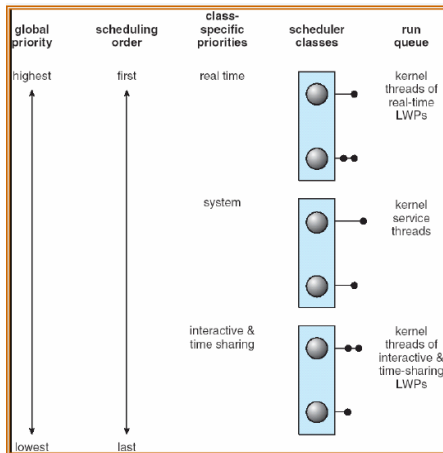 global
priority
scheduling
order
class-
specific
priorities
scheduler
classes
run
queue
highest
first
real time
kernel
threads of
real-time
LWPs
system
kernel
service
threads
interactive &
time sharing
kernel
threads of
interactive &
time-sharing
LWPs
lowest
last